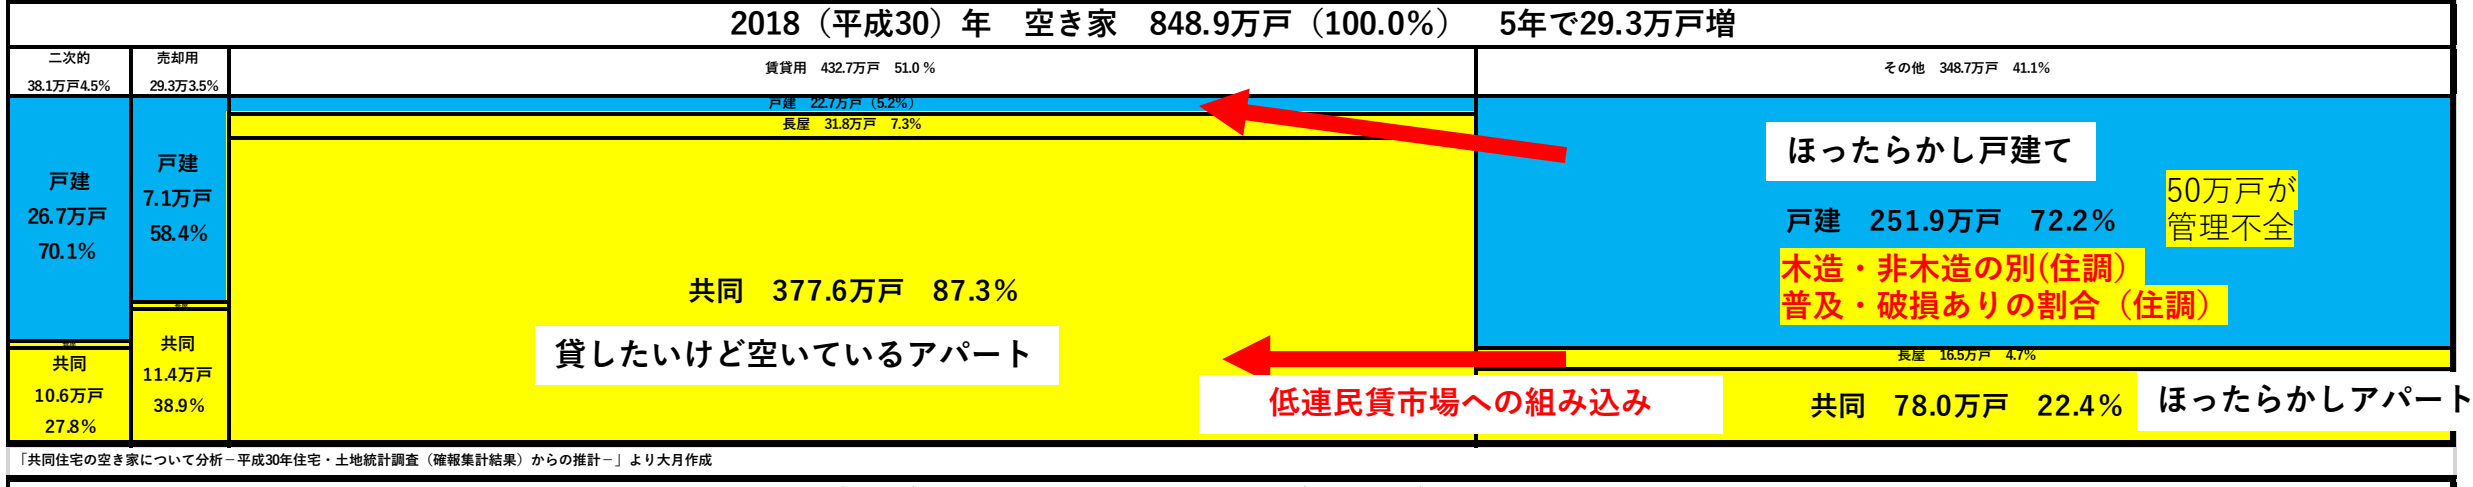 2018（平成30）年　空き家　848.9万戸（100.0%）　5年で29.3万戸増
二次的
38.1万戸4.5%
売却用
29.3万3.5%
賃貸用　432.7万戸　51.0 %
その他　348.7万戸　41.1%
戸建
26.7万戸
70.1%
共同
10.6万戸
27.8%
戸建
7.1万戸
58.4%
共同
11.4万戸
38.9%
戸建　22.7万戸（5.2%）
長屋　31.8万戸　7.3%
共同　377.6万戸　87.3%
貸したいけど空いているアパート
ほったらかし戸建て
戸建　251.9万戸　72.2%
50万戸が
管理不全
木造・非木造の別(住調）
普及・破損ありの割合（住調）
長屋　16.5万戸　4.7%
低連民賃市場への組み込み
共同　78.0万戸　22.4%
ほったらかしアパート
「共同住宅の空き家について分析－平成30年住宅・土地統計調査（確報集計結果）からの推計－」より大月作成